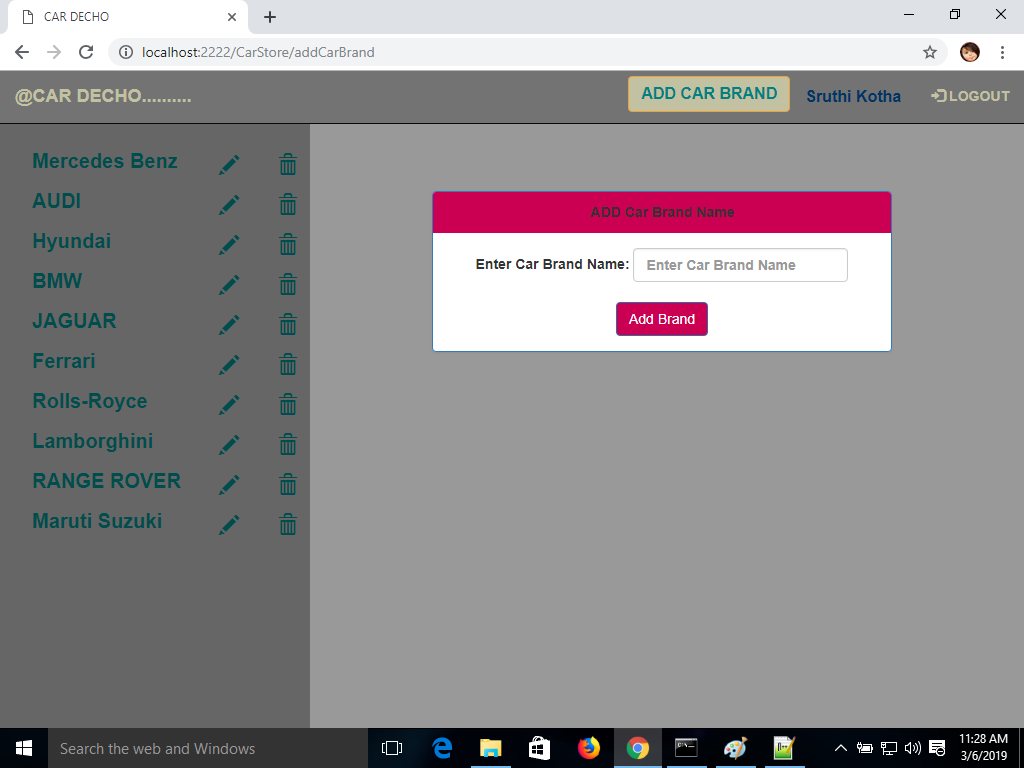 CAR DECHO
localhost:2222/CarStore/addCarBrand
@CAR DECHO..........
ADD CAR BRAND
Sruthi Kotha
LOGOUT
Mercedes Benz
AUDI
Hyundai
BMW
JAGUAR
Ferrari
Rolls-Royce
Lamborghini
RANGE ROVER
Maruti Suzuki
ADD Car Brand Name
Enter Car Brand Name: Enter Car Brand Name
Add Brand
Search the web and Windows
11:28 AM
3/6/2019